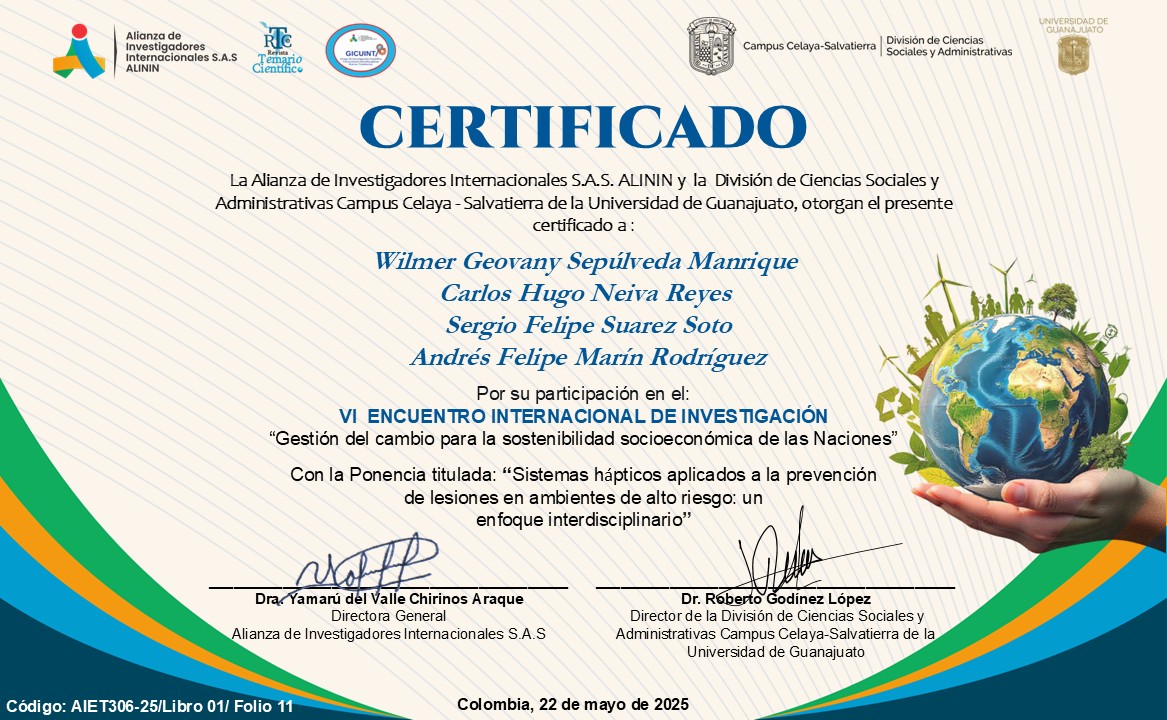 Alianza de
Investigadores
Internacionales S.A.S
ALININ
RTC
Revista
Temario
Científico
GICUINT
Campus Celaya-Salvatierra
División de Ciencias
Sociales y Administrativas
UNIVERSIDAD DE
GUANAJUATO
CERTIFICADO
La Alianza de Investigadores Internacionales S.A.S. ALININ y la División de Ciencias Sociales y
Administrativas Campus Celaya - Salvatierra de la Universidad de Guanajuato, otorgan el presente
certificado a :
Wilmer Geovany Sepúlveda Manrique
Carlos Hugo Neiva Reyes
Sergio Felipe Suarez Soto
Andrés Felipe Marín Rodríguez
Por su participación en el:
VI ENCUENTRO INTERNACIONAL DE INVESTIGACIÓN
“Gestión del cambio para la sostenibilidad socioeconómica de las Naciones”
Con la Ponencia titulada: “Sistemas hápticos aplicados a la prevención
de lesiones en ambientes de alto riesgo: un
enfoque interdisciplinario”
Dra. Yamarú del Valle Chirinos Araque
Directora General
Alianza de Investigadores Internacionales S.A.S
Dr. Roberto Godínez López
Director de la División de Ciencias Sociales y
Administrativas Campus Celaya-Salvatierra de la
Universidad de Guanajuato
Código: AIET306-25/Libro 01/ Folio 11
Colombia, 22 de mayo de 2025